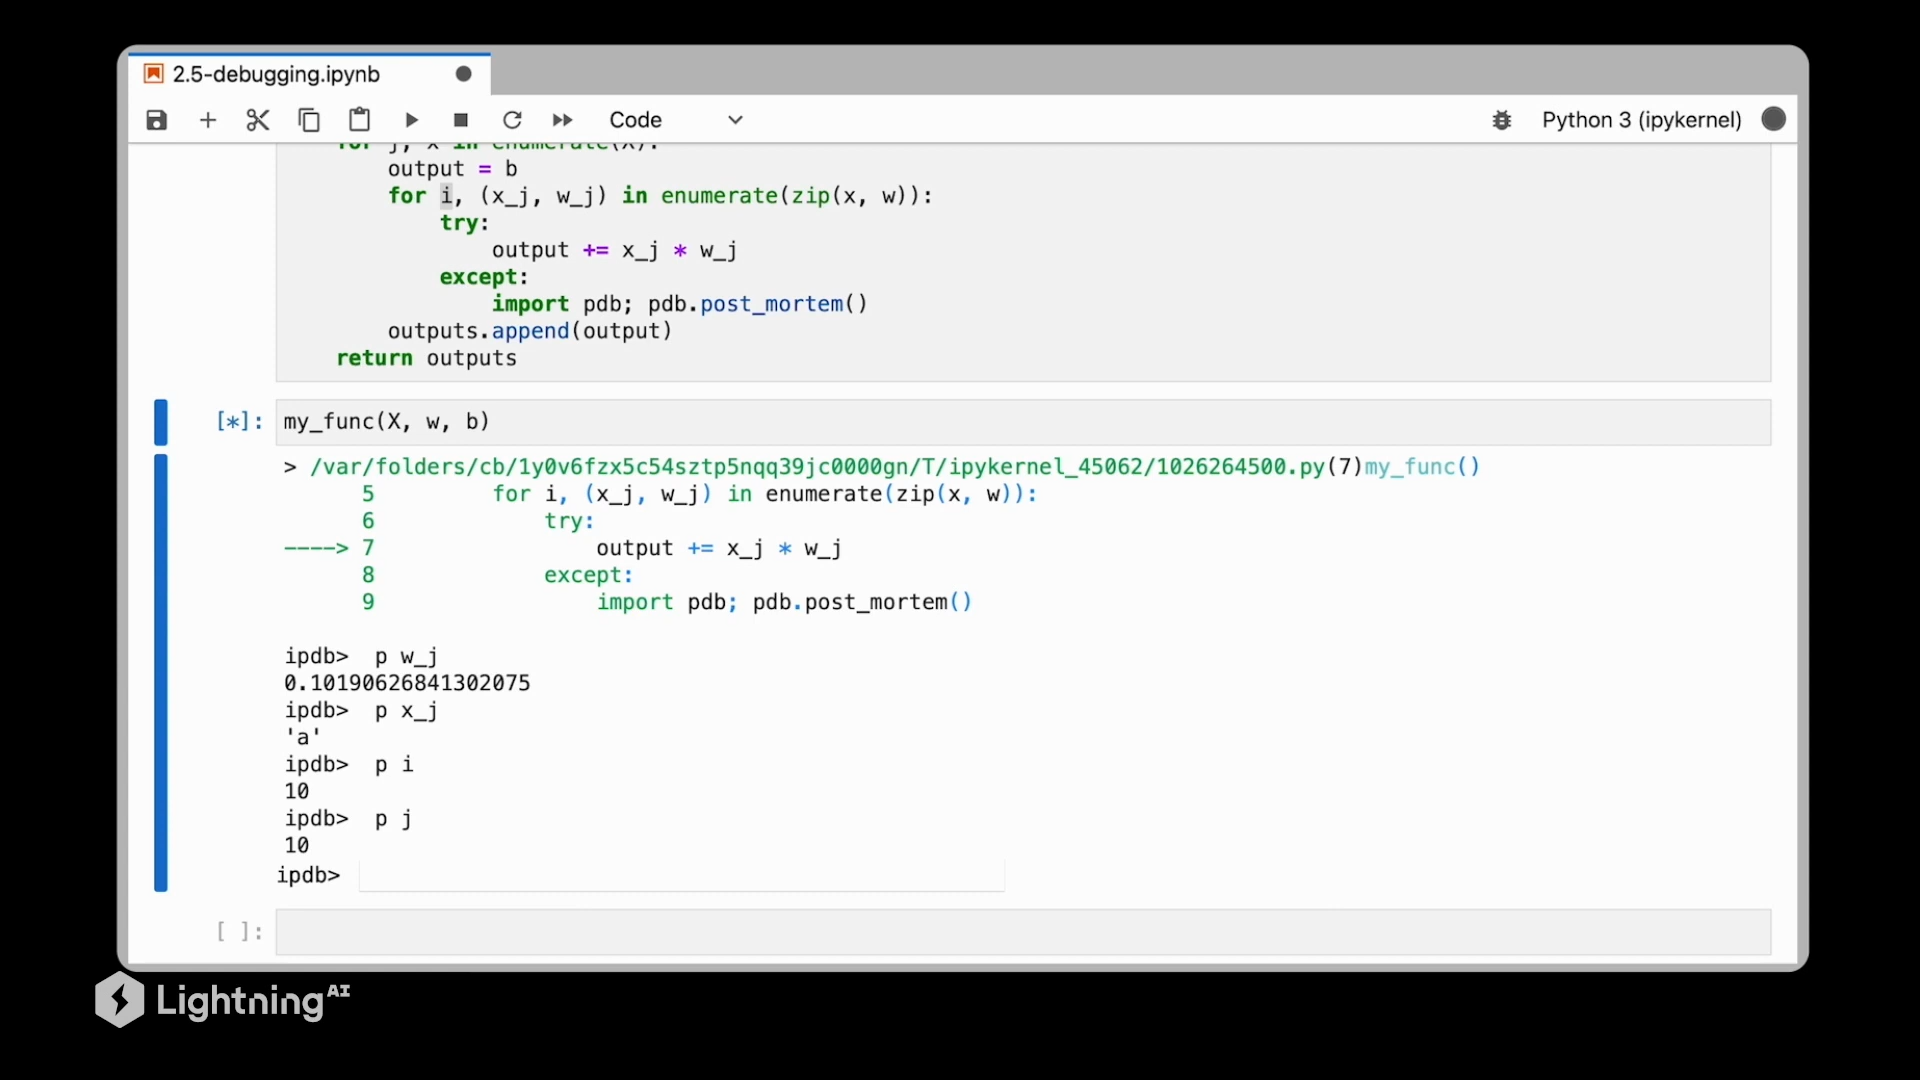 2.5-debugging.ipynb
Code
Python 3 (ipykernel)
for j, x in enumerate(X):
output = b
for i, (x_j, w_j) in enumerate(zip(x, w)):
try:
output += x_j * w_j
except:
import pdb; pdb.post_mortem()
outputs.append(output)
return outputs
[*]: my_func(X, w, b)
> /var/folders/cb/1y0v6fzx5c54sztp5nqq39jc0000gn/T/ipykernel_45062/1026264500.py(7)my_func()
5 for i, (x_j, w_j) in enumerate(zip(x, w)):
6 try:
----> 7 output += x_j * w_j
8 except:
9 import pdb; pdb.post_mortem()
ipdb> p w_j
0.10190626841302075
ipdb> p x_j
'a'
ipdb> p i
10
ipdb> p j
10
ipdb>
[ ]:
Lightning AI